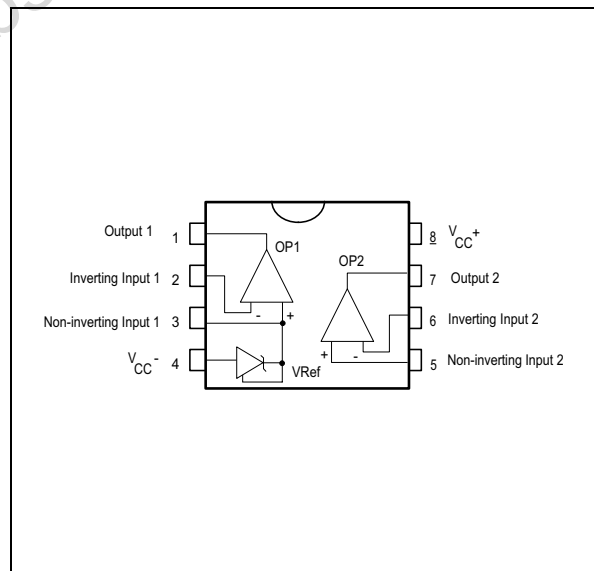 Output 1 1
Inverting Input 1 2
Non-inverting Input 1 3
VCC- 4
OP1
- +
VRef
OP2
+ -
8 VCC+
7 Output 2
6 Inverting Input 2
5 Non-inverting Input 2